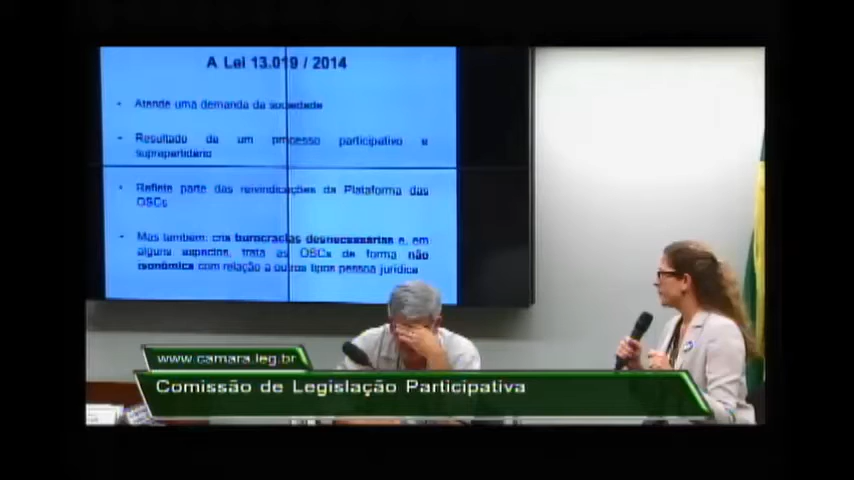 A Lei 13.019 / 2014
- Atende uma demanda da sociedade
- Resultado de um processo participativo e
suprapartidário
- Reflete parte das reivindicações da Plataforma das
OSCs
- Mas também: cria burocracias desnecessárias e, em
alguns aspectos, trata as OSCs de forma não
isonômica com relação a outros tipos pessoa jurídica
www.camara.leg.br
Comissão de Legislação Participativa